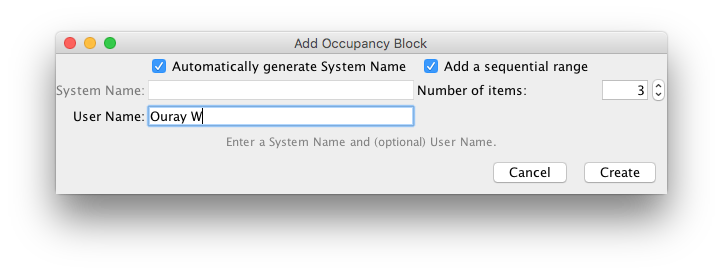 Add Occupancy Block
Automatically generate System Name Add a sequential range
System Name: Number of items: 3
User Name: Ouray W
Enter a System Name and (optional) User Name.
Cancel Create